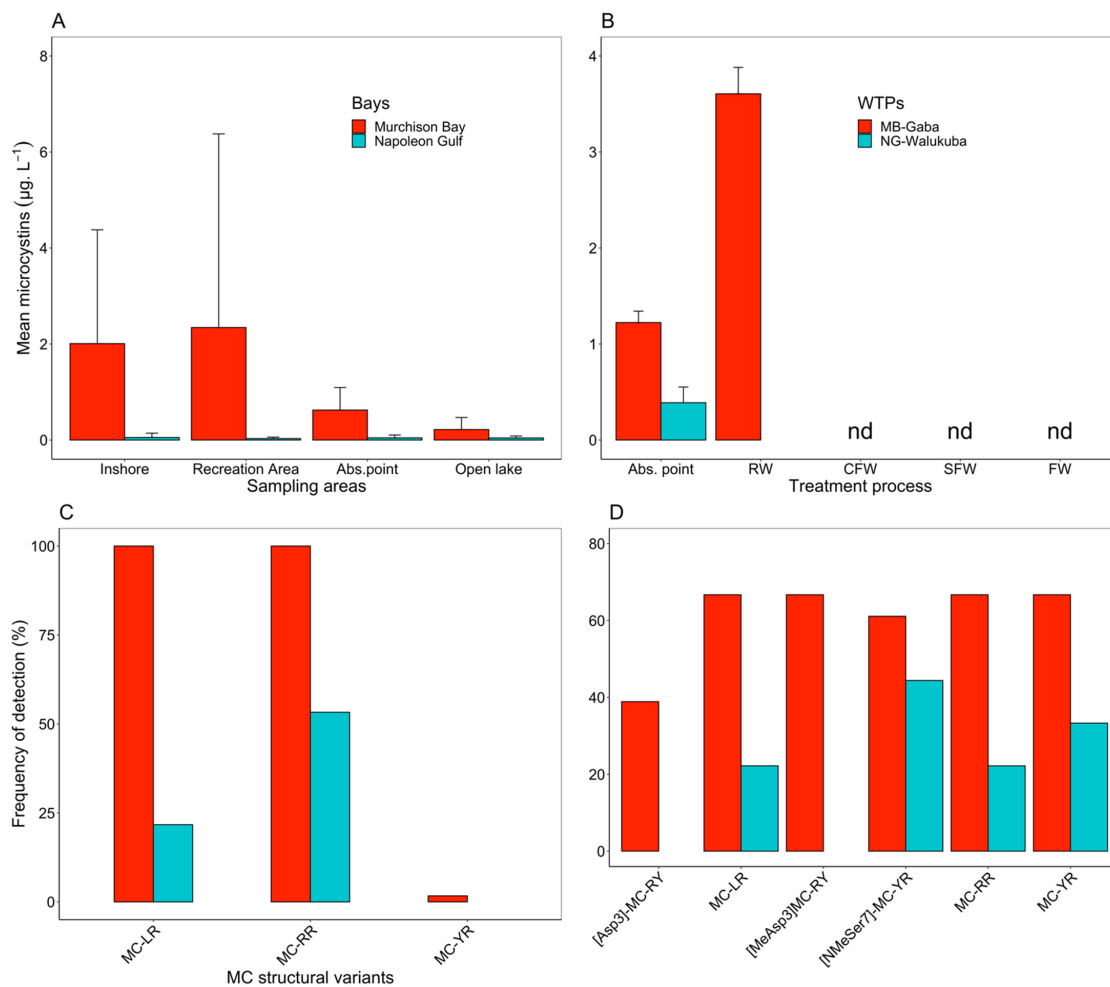 A
8
6
4
2
0
Mean microcystins (µg. L⁻¹)
Bays
Murchison Bay
Napoleon Gulf
Inshore Recreation Area Abs.point Open lake
Sampling areas
B
4
3
2
1
0
WTPs
MB-Gaba
NG-Walukuba
nd nd nd
Abs. point RW CFW SFW FW
Treatment process
C
100
75
50
25
0
Frequency of detection (%)
MC-LR MC-RR MC-YR
MC structural variants
D
80
60
40
20
0
[Asp3]-MC-RY MC-LR [MeAsp3]MC-RY [NMeSer7]-MC-YR MC-RR MC-YR